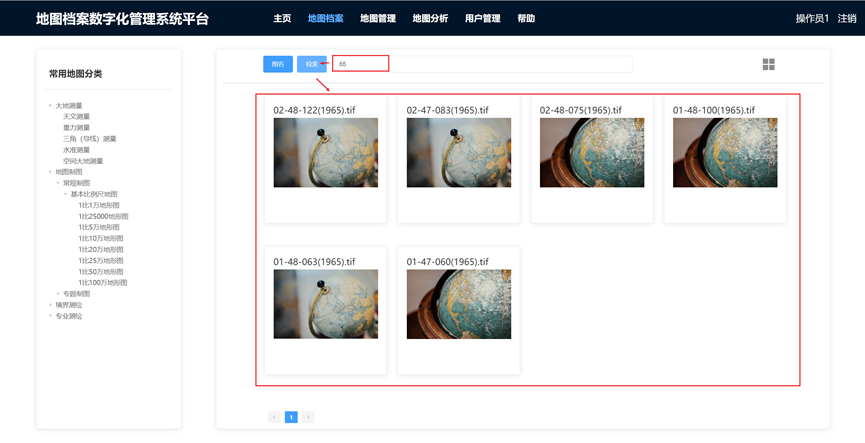 地图档案数字化管理系统平台
主页 地图档案 地图管理 地图分析 用户管理 帮助
操作员1 注销
常用地图分类
大地测量
天文测量
重力测量
三角（导线）测量
水准测量
空间大地测量
地图制图
常规制图
基本比例尺地图
1比1万地形图
1比25000地形图
1比5万地形图
1比10万地形图
1比20万地形图
1比25万地形图
1比50万地形图
1比100万地形图
专题制图
境界测绘
专业测绘
图名 检索 65
02-48-122(1965).tif
02-47-083(1965).tif
02-48-075(1965).tif
01-48-100(1965).tif
01-48-063(1965).tif
01-47-060(1965).tif
1